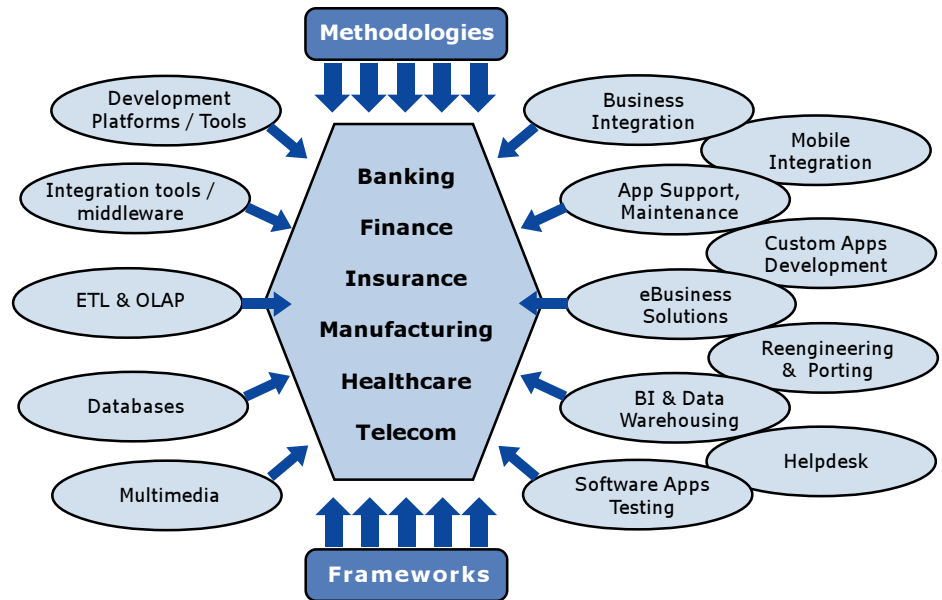 Methodologies
Development
Platforms / Tools
Integration tools /
middleware
ETL & OLAP
Databases
Multimedia
Banking
Finance
Insurance
Manufacturing
Healthcare
Telecom
Business
Integration
Mobile
Integration
App Support,
Maintenance
Custom Apps
Development
eBusiness
Solutions
Reengineering
& Porting
BI & Data
Warehousing
Helpdesk
Software Apps
Testing
Frameworks